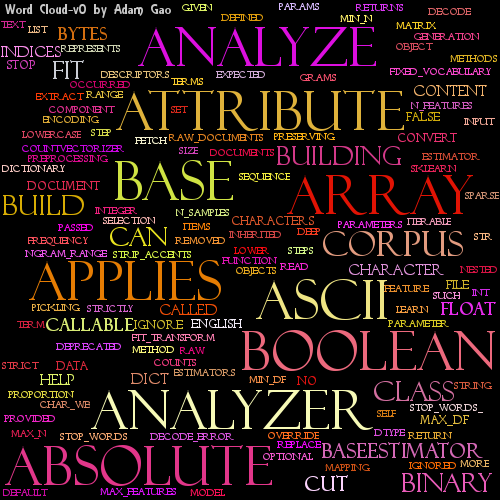 Word Cloud-v0 by Adam Gao
GIVEN
PARAMS
RETURNS
DECODE
TEXT
LIST
BYTES
DEFINED
MIN_N
MATRIX
GENERATION
INDICES
REPRESENTS
ANALYZE
OBJECT
STOP
FIT
METHODS
DESCRIPTORS
TERMS
EXPECTED
GRAMS
FIXED_VOCABULARY
OCCURRED
EXTRACT
RANGE
ATTRIBUTE
CONTENT
COMPONENT
SET
N_FEATURES
ENCODING
FALSE
INPUT
LOWERCASE
STEP
FETCH
RAW_DOCUMENTS
PRESERVING
CONVERT
COUNTVECTORIZER
SIZE
DOCUMENTS
BUILDING
ESTIMATOR
PREPROCESSING
SKLEARN
DICTIONARY
BASE
SEQUENCE
DOCUMENT
ARRAY
SPARSE
BUILD
INTEGER
N_SAMPLES
SELECTION
CHARACTERS
PARAMETERS
ITERABLE
PASSED
CAN
ITEMS
INHERITED
DEEP
CORPUS
STR
FREQUENCY
REMOVED
NGRAM_RANGE
STRIP_ACCENTS
LOWER
STEPS
FUNCTION
APPLIES
OBJECTS
READ
CHARACTER
NESTED
ASCII
FEATURE
FILE
SUCH
INT
PICKLING
STRICTLY
CALLED
LEARN
FLOAT
TERM
CALLABLE
IGNORE
ENGLISH
PARAMETER
FIT_TRANSFORM
BOOLEAN
DEPRECATED
METHOD
RAW
STRICT
DATA
COUNTS
HELP
DICT
ESTIMATORS
MIN_DF
NO
CLASS
STRING
PROPORTION
CHAR_WB
ANALYZER
SELF
STOP_WORDS_
PROVIDED
MAX_DF
MAX_N
STOP_WORDS
DECODE_ERROR
OVERRIDE
DTYPE
RETURN
REPLACE
ABSOLUTE
OPTIONAL
BASEESTIMATOR
MAPPING
IGNORED
MORE
CUT
BINARY
DEFAULT
MAX_FEATURES
MODEL